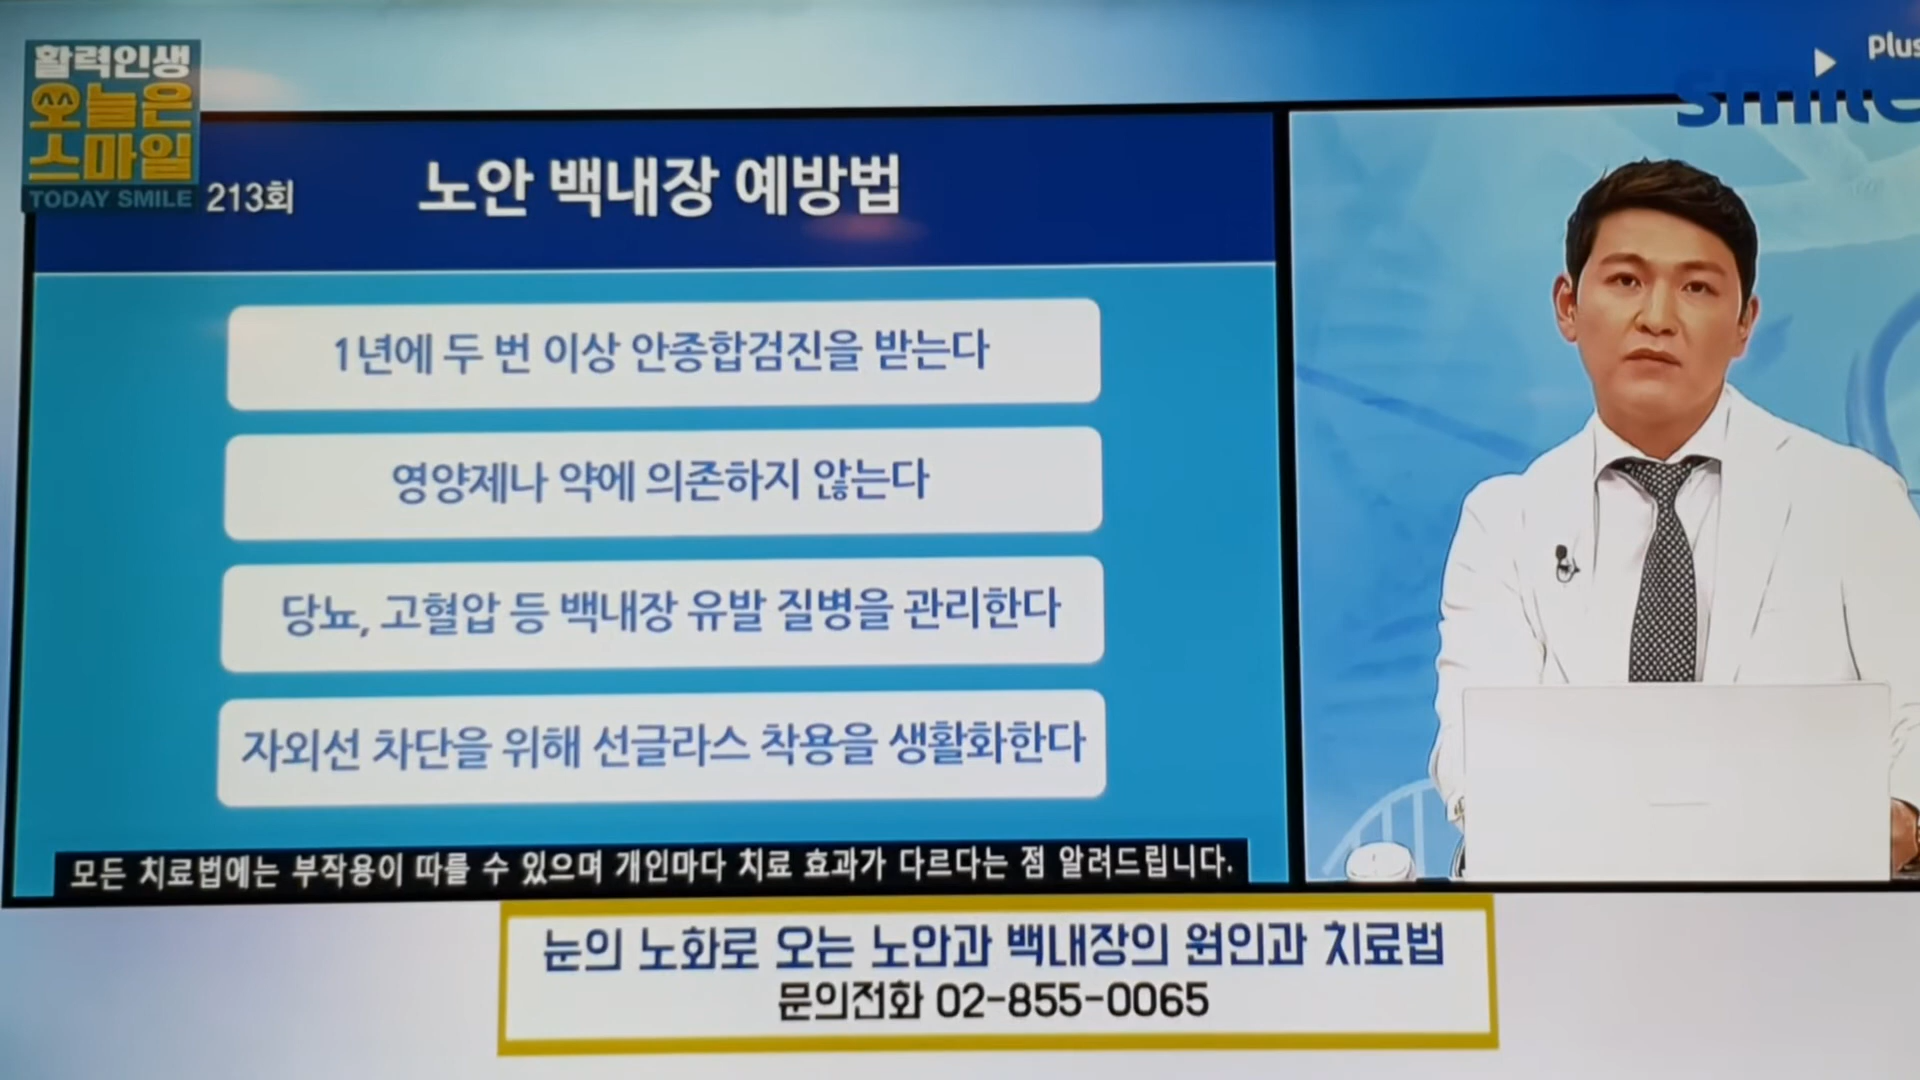 활력인생
오늘은
스마일
TODAY SMILE
213회
노안 백내장 예방법
1년에 두 번 이상 안종합검진을 받는다
영양제나 약에 의존하지 않는다
당뇨, 고혈압 등 백내장 유발 질병을 관리한다
자외선 차단을 위해 선글라스 착용을 생활화한다
모든 치료법에는 부작용이 따를 수 있으며 개인마다 치료 효과가 다르다는 점 알려드립니다.
Plus
smile
눈의 노화로 오는 노안과 백내장의 원인과 치료법
문의전화 02-855-0065